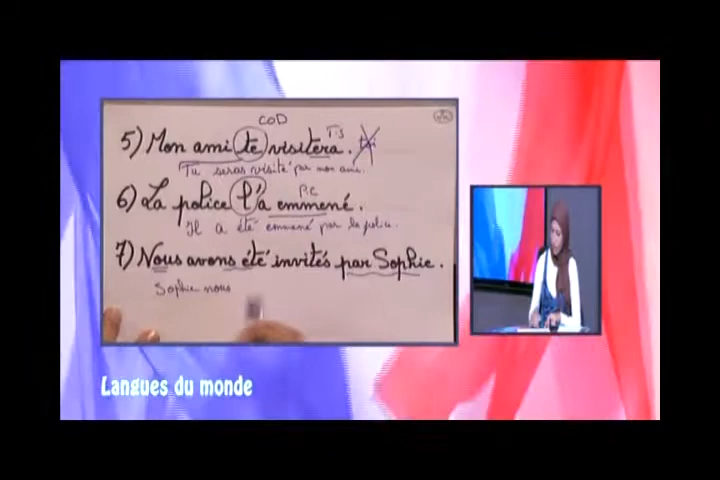 COD
T.S
5) Mon ami te visitera.
Tu seras visité par mon ami.
P.C
6) La police l'a emmené.
Il a été emmené par la police.
7) Nous avons été invités par Sophie.
Sophie nous
Langues du monde